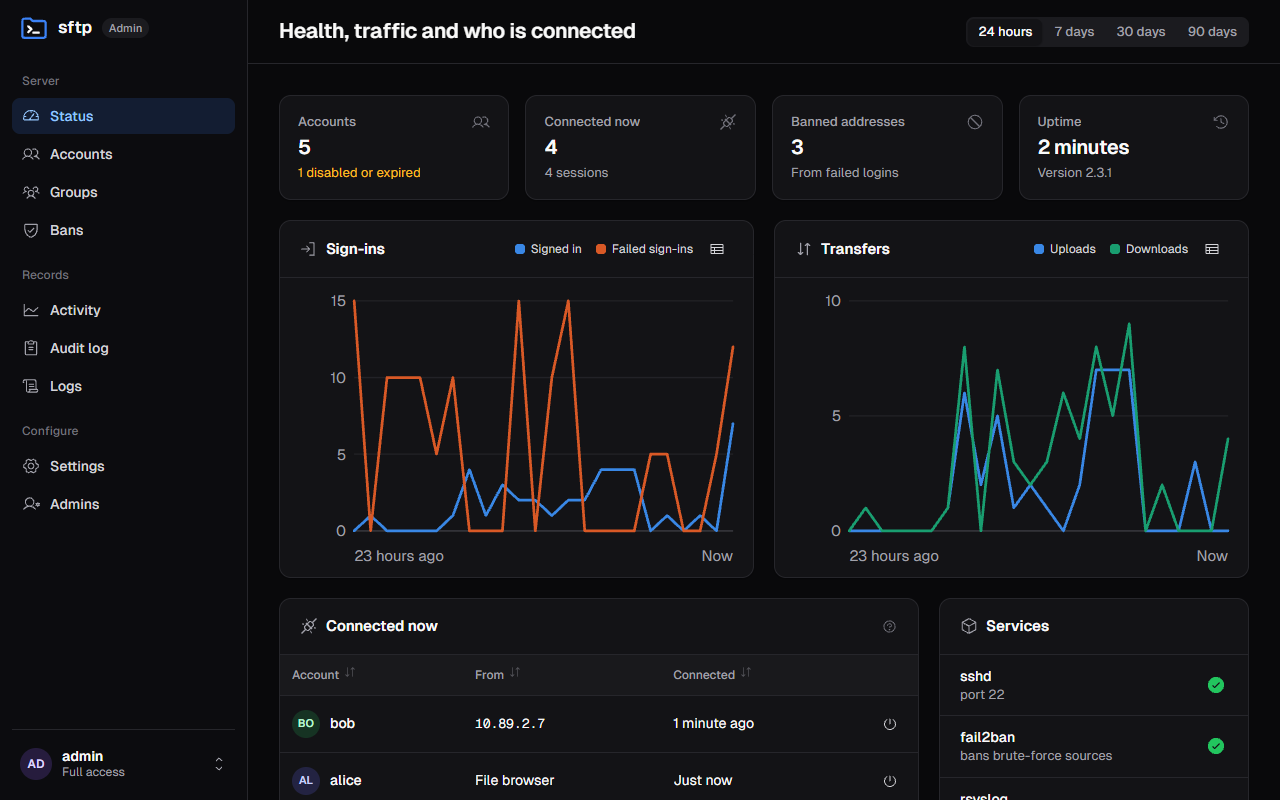 sftp Admin
Server
Status
Accounts
Groups
Bans
Records
Activity
Audit log
Logs
Configure
Settings
Admins
AD
admin
Full access
Health, traffic and who is connected
24 hours 7 days 30 days 90 days
Accounts
5
1 disabled or expired
Connected now
4
4 sessions
Banned addresses
3
From failed logins
Uptime
2 minutes
Version 2.3.1
Sign-ins Signed in Failed sign-ins
15
10
5
0
23 hours ago Now
Transfers Uploads Downloads
10
5
0
23 hours ago Now
Connected now
Account From Connected
BO bob 10.89.2.7 1 minute ago
AL alice File browser Just now
Services
sshd
port 22
fail2ban
bans brute-force sources
rsyslog